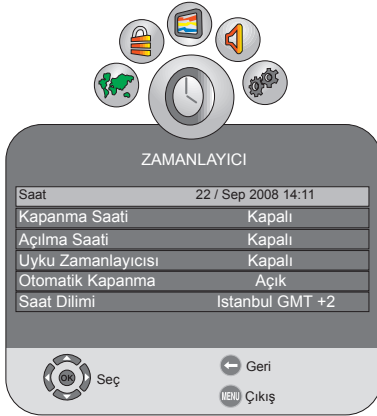 ZAMANLAYICI
Saat 22 / Sep 2008 14:11
Kapanma Saati Kapalı
Açılma Saati Kapalı
Uyku Zamanlayıcısı Kapalı
Otomatik Kapanma Açık
Saat Dilimi Istanbul GMT +2
OK Seç
Geri
MENU Çıkış